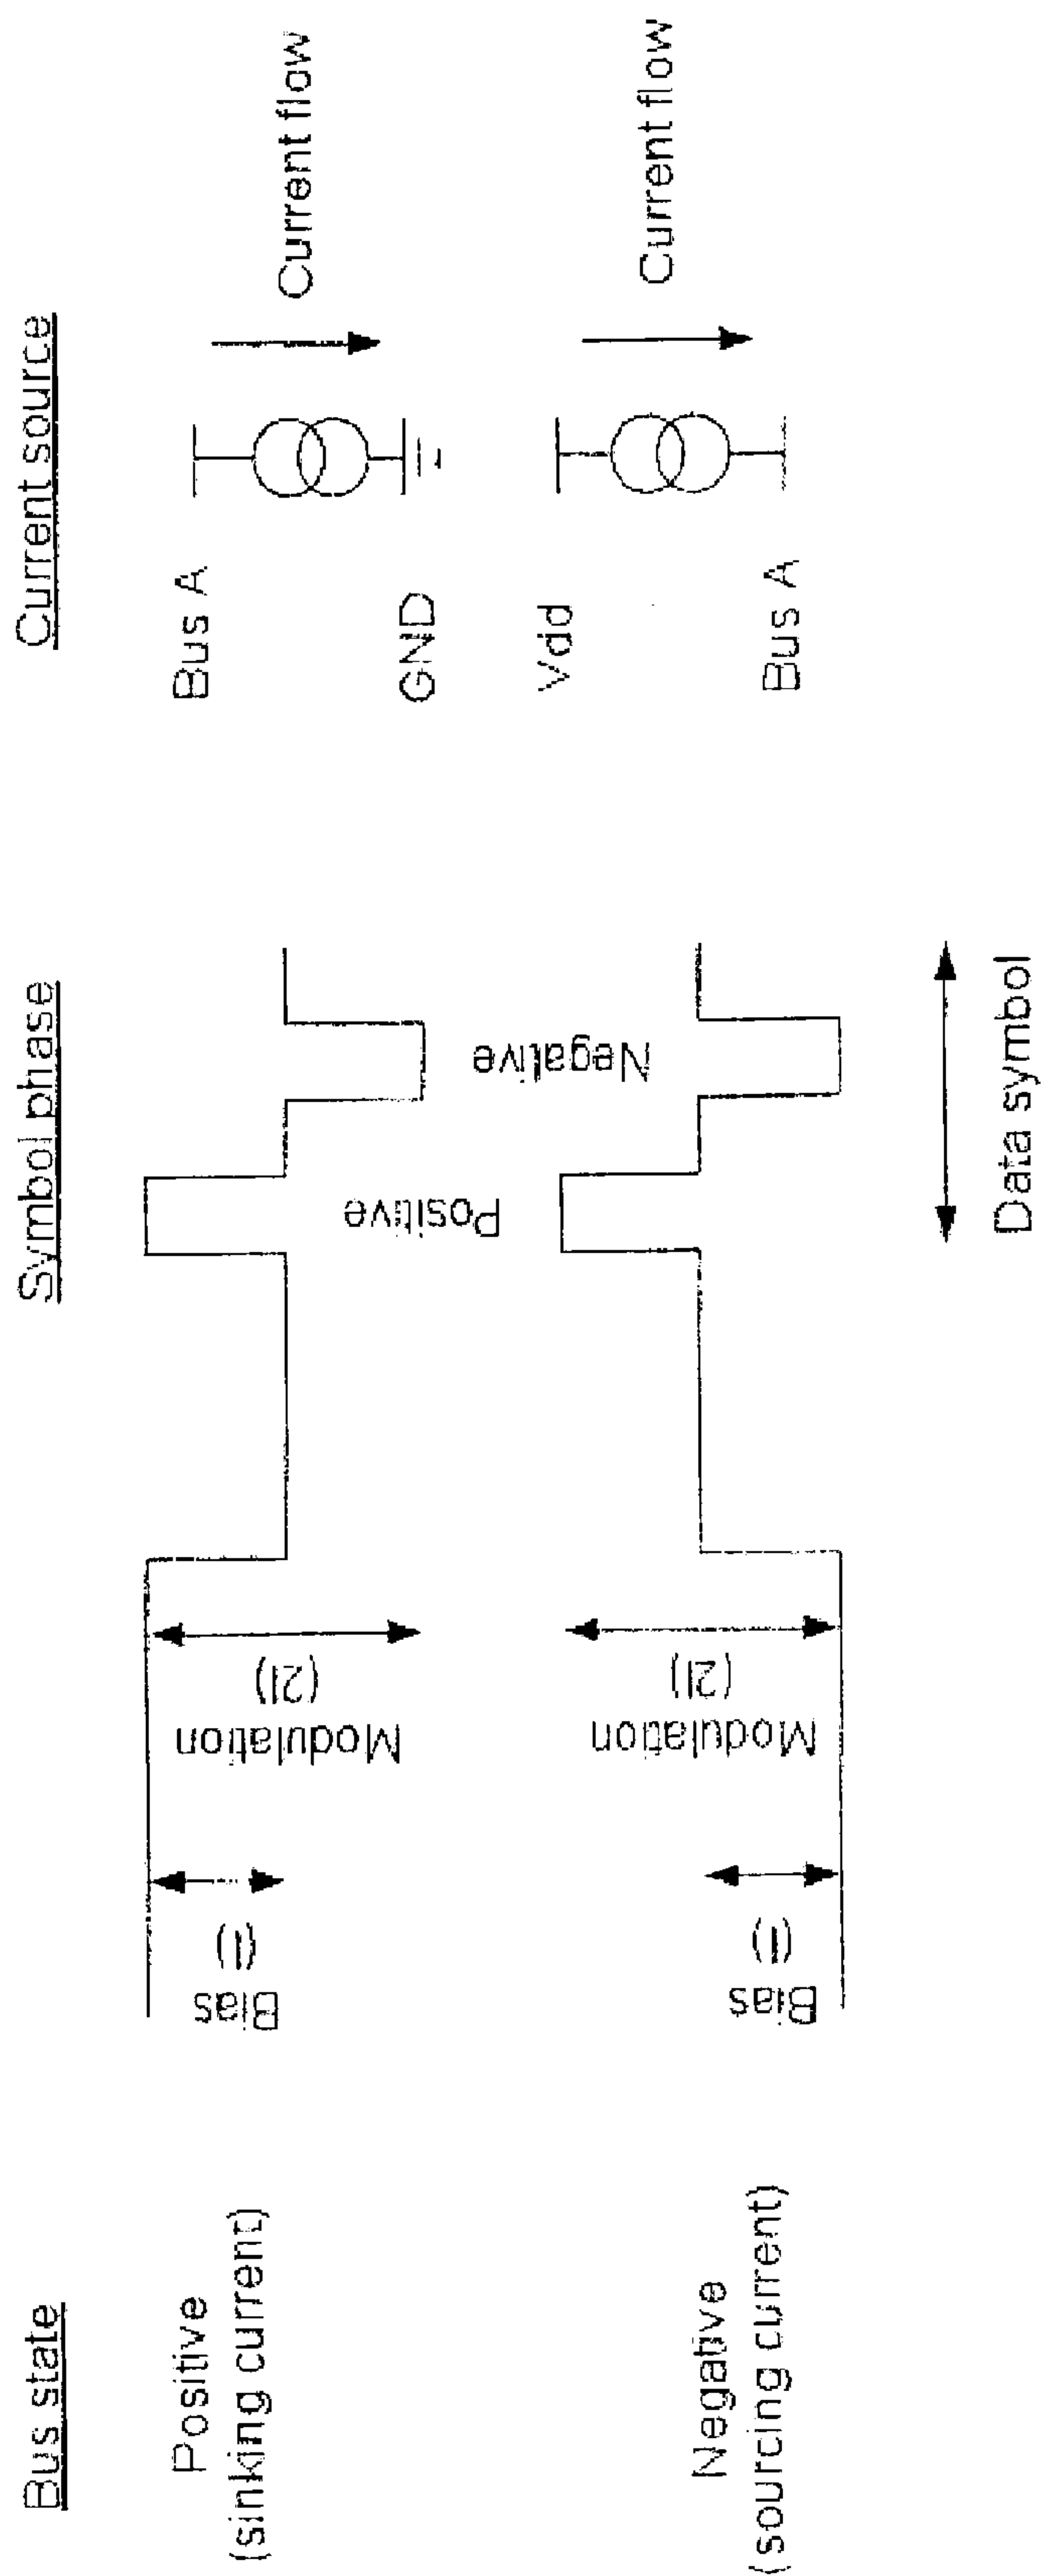 Bus state
Symbol phase
Current source
Positive
(sinking current)
Bias
(I)
Modulation
(2I)
Positive
Negative
Bus A
GND
Current flow
Negative
(sourcing current)
Bias
(I)
Modulation
(2I)
Vdd
Bus A
Current flow
Data symbol